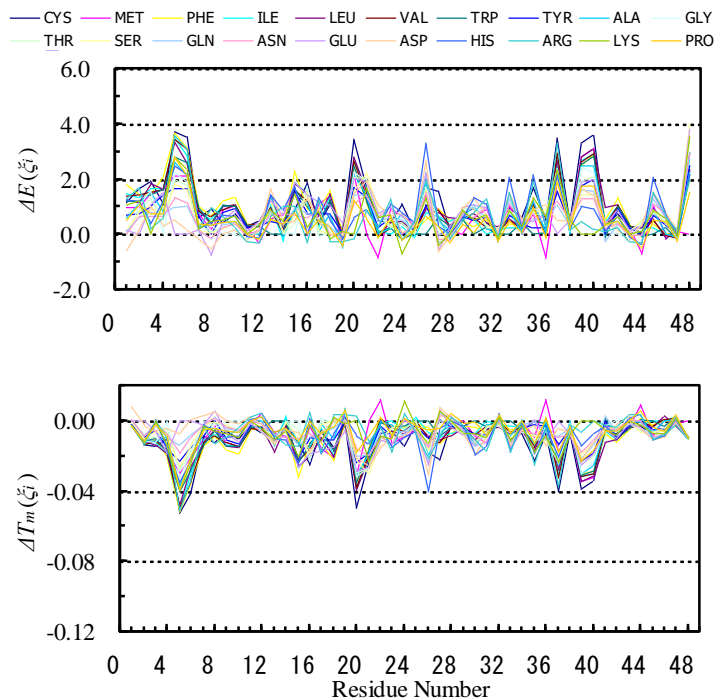 CYS MET PHE ILE LEU VAL TRP TYR ALA GLY
THR SER GLN ASN GLU ASP HIS ARG LYS PRO
6.0
4.0
2.0
0.0
-2.0
ΔE(ξi)
0 4 8 12 16 20 24 28 32 36 40 44 48
0.00
-0.04
-0.08
-0.12
ΔTm(ξi)
0 4 8 12 16 20 24 28 32 36 40 44 48
Residue Number